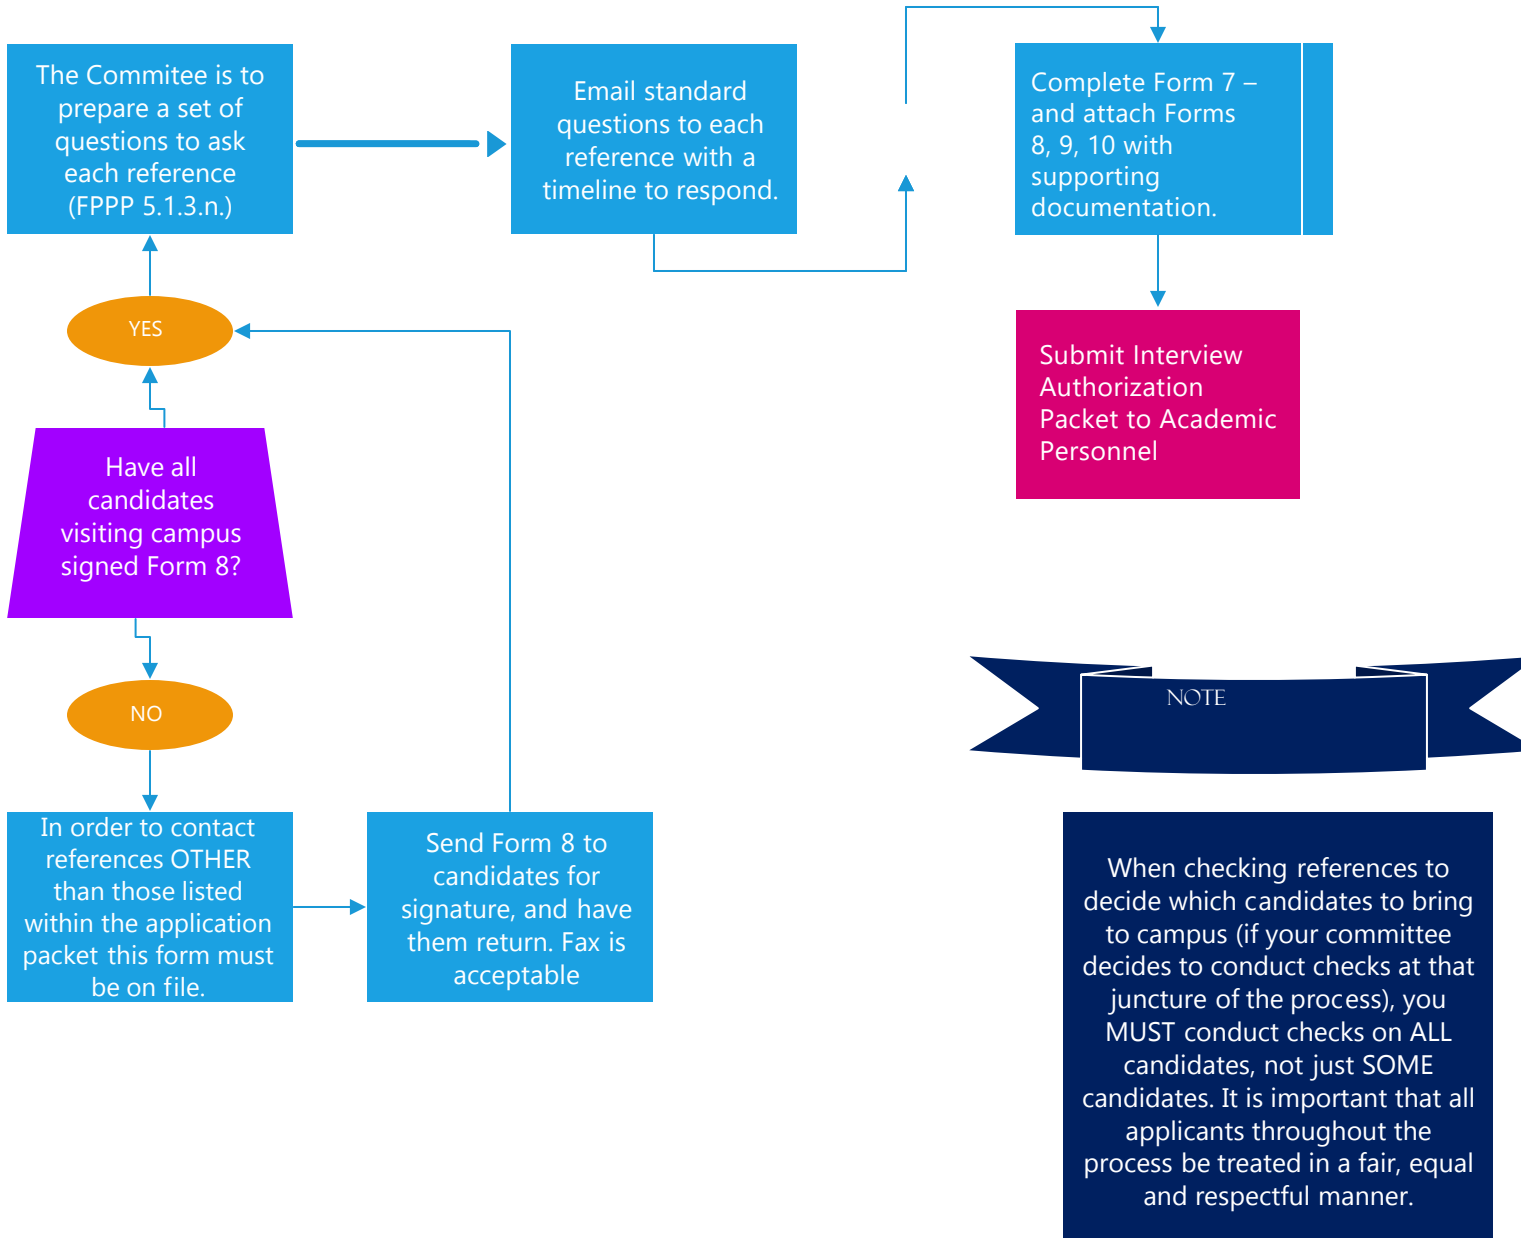 The Commitee is to
prepare a set of
questions to ask
each reference
(FPPP 5.1.3.n.)
Email standard
questions to each
reference with a
timeline to respond.
Complete Form 7 –
and attach Forms
8, 9, 10 with
supporting
documentation.
YES
Submit Interview
Authorization
Packet to Academic
Personnel
Have all
candidates
visiting campus
signed Form 8?
NO
NOTE
In order to contact
references OTHER
than those listed
within the application
packet this form must
be on file.
Send Form 8 to
candidates for
signature, and have
them return. Fax is
acceptable
When checking references to
decide which candidates to bring
to campus (if your committee
decides to conduct checks at that
juncture of the process), you
MUST conduct checks on ALL
candidates, not just SOME
candidates. It is important that all
applicants throughout the
process be treated in a fair, equal
and respectful manner.